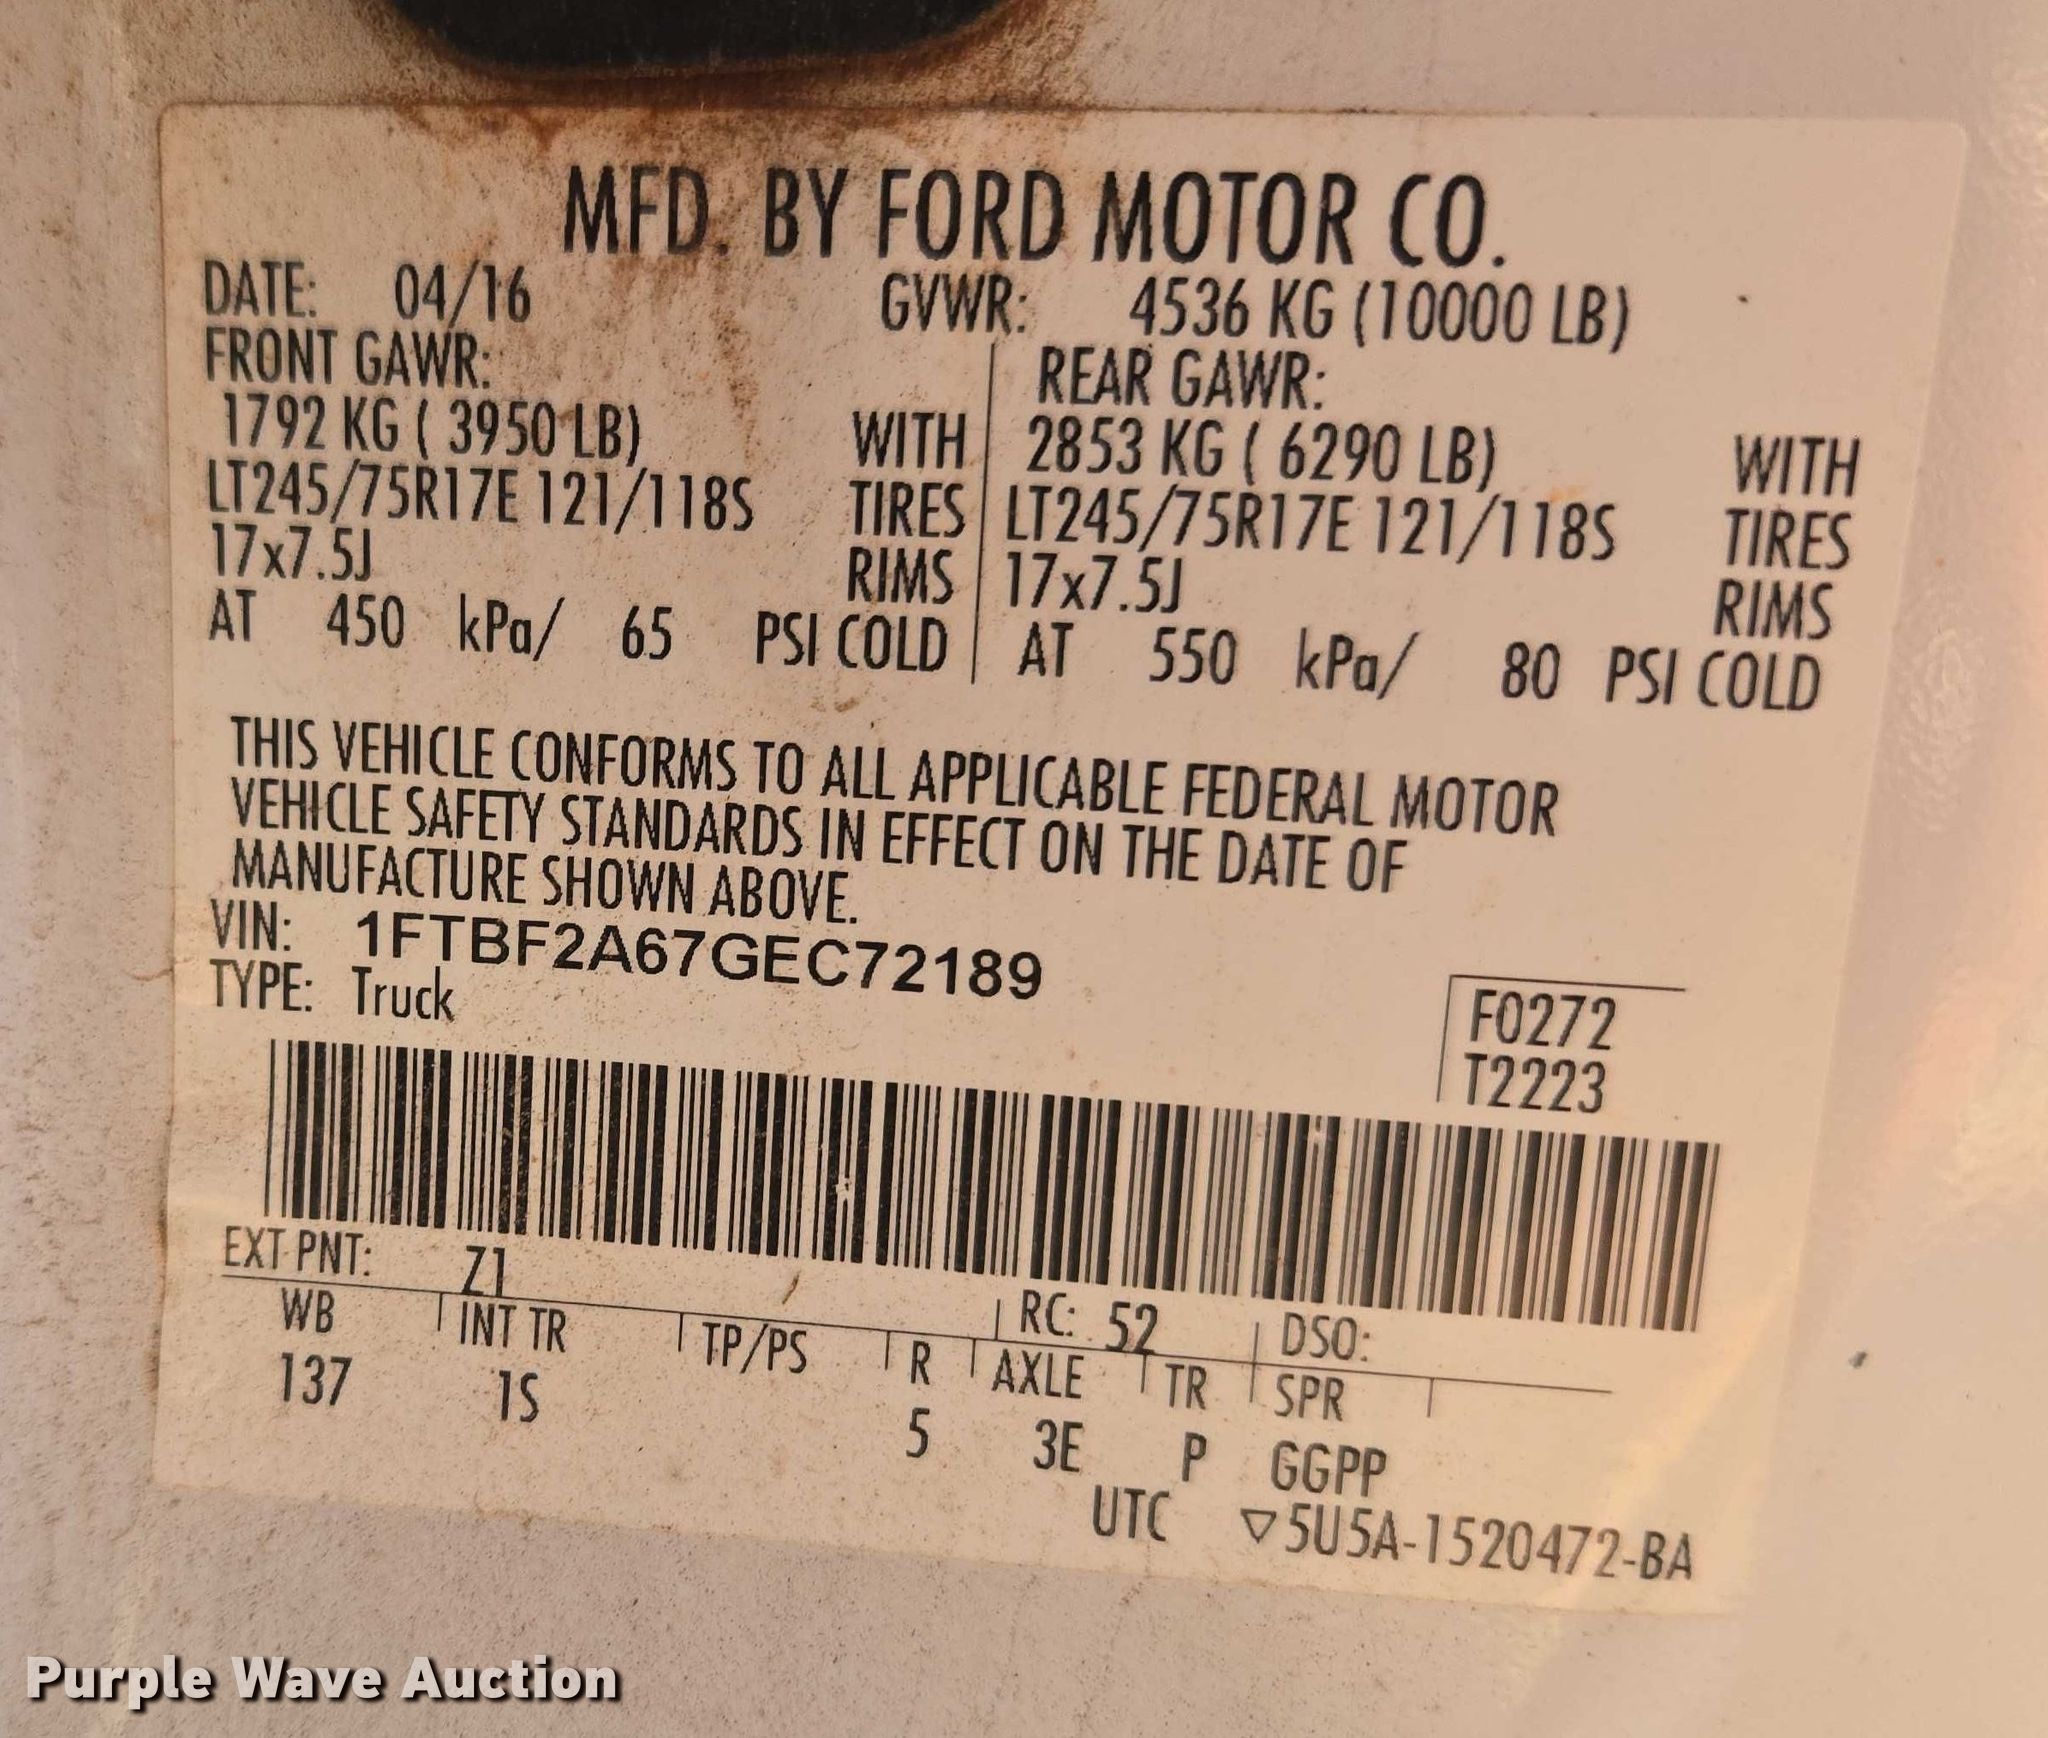 MFD. BY FORD MOTOR CO.
DATE: 04/16 GVWR: 4536 KG (10000 LB)
FRONT GAWR: REAR GAWR:
1792 KG ( 3950 LB) WITH 2853 KG ( 6290 LB) WITH
LT245/75R17E 121/118S TIRES LT245/75R17E 121/118S TIRES
17x7.5J RIMS 17x7.5J RIMS
AT 450 kPa/ 65 PSI COLD AT 550 kPa/ 80 PSI COLD
THIS VEHICLE CONFORMS TO ALL APPLICABLE FEDERAL MOTOR
VEHICLE SAFETY STANDARDS IN EFFECT ON THE DATE OF
MANUFACTURE SHOWN ABOVE.
VIN: 1FTBF2A67GEC72189
TYPE: Truck
F0272
T2223
EXT PNT: Z1 RC: 52 DSO:
WB INT TR TP/PS R AXLE TR SPR
137 1S 5 3E P GGPP
UTC ▽5U5A-1520472-BA
Purple Wave Auction